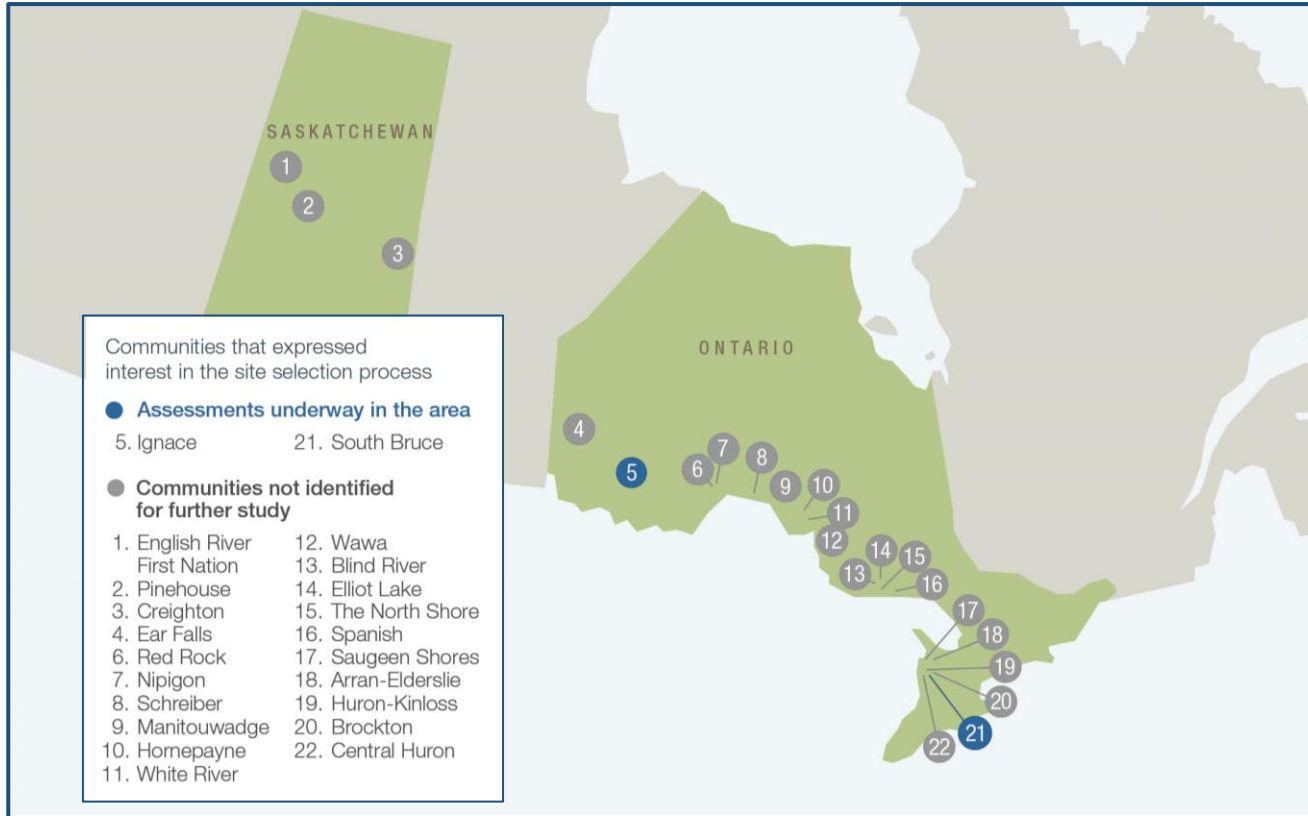 SASKATCHEWAN
1
2
3
ONTARIO
4
5
6
7
8
9
10
11
12
13
14
15
16
17
18
19
20
21
22
Communities that expressed
interest in the site selection process
Assessments underway in the area
5. Ignace 21. South Bruce
Communities not identified
for further study
1. English River
First Nation
2. Pinehouse
3. Creighton
4. Ear Falls
6. Red Rock
7. Nipigon
8. Schreiber
9. Manitouwadge
10. Hornepayne
11. White River
12. Wawa
13. Blind River
14. Elliot Lake
15. The North Shore
16. Spanish
17. Saugeen Shores
18. Arran-Elderslie
19. Huron-Kinloss
20. Brockton
22. Central Huron